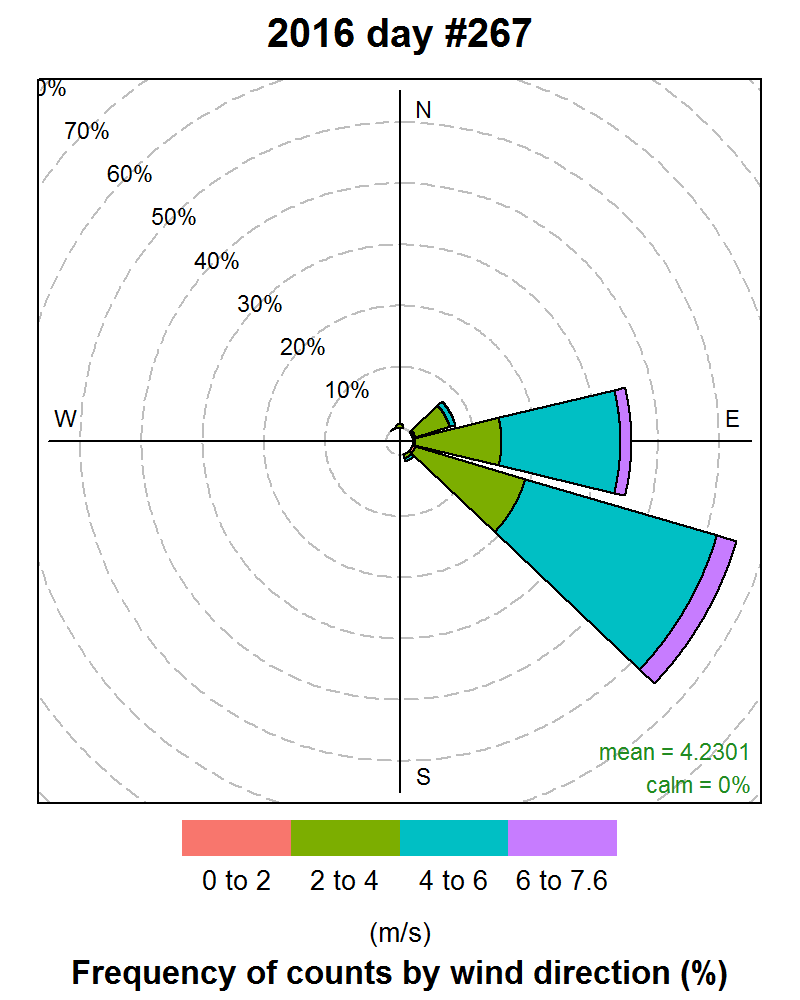 2016 day #267
0%
N
70%
60%
50%
40%
30%
20%
10%
W
E
S
mean = 4.2301
calm = 0%
0 to 2 2 to 4 4 to 6 6 to 7.6
(m/s)
Frequency of counts by wind direction (%)